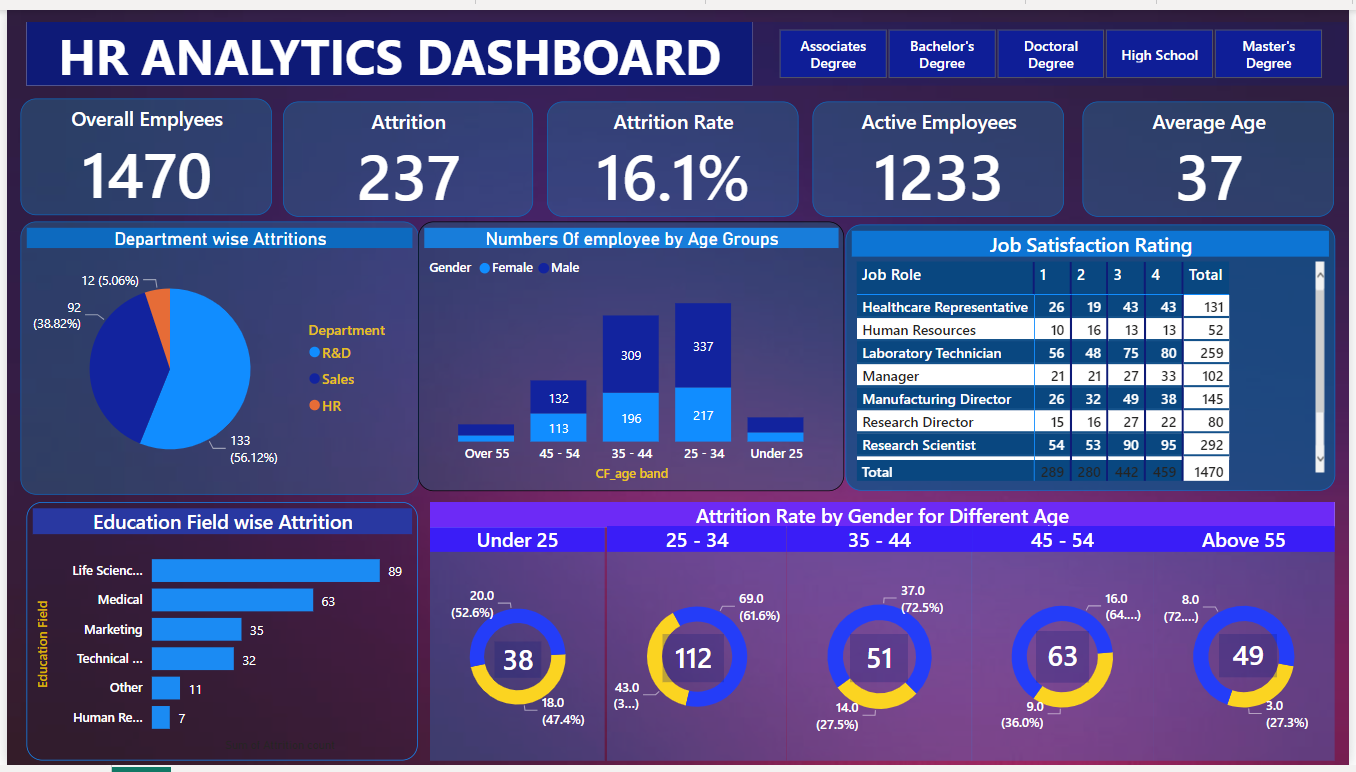 HR ANALYTICS DASHBOARD
Associates
Degree
Bachelor's
Degree
Doctoral
Degree
High School
Master's
Degree
Overall Emplyees
1470
Attrition
237
Attrition Rate
16.1%
Active Employees
1233
Average Age
37
Department wise Attritions
12 (5.06%)
92
(38.82%)
133
(56.12%)
Department
R&D
Sales
HR
Numbers Of employee by Age Groups
Gender Female Male
132
113
309
196
337
217
Over 55 45 - 54 35 - 44 25 - 34 Under 25
CF_age band
Job Satisfaction Rating
Job Role 1 2 3 4 Total
Healthcare Representative 26 19 43 43 131
Human Resources 10 16 13 13 52
Laboratory Technician 56 48 75 80 259
Manager 21 21 27 33 102
Manufacturing Director 26 32 49 38 145
Research Director 15 16 27 22 80
Research Scientist 54 53 90 95 292
Total 289 280 442 459 1470
Education Field wise Attrition
Education Field
Life Scienc... 89
Medical 63
Marketing 35
Technical ... 32
Other 11
Human Re... 7
Attrition Rate by Gender for Different Age
Under 25
20.0
(52.6%)
38
18.0
(47.4%)
25 - 34
69.0
(61.6%)
112
43.0
(3...)
35 - 44
37.0
(72.5%)
51
14.0
(27.5%)
45 - 54
16.0
(64....)
63
9.0
(36.0%)
Above 55
8.0
(72....)
49
3.0
(27.3%)